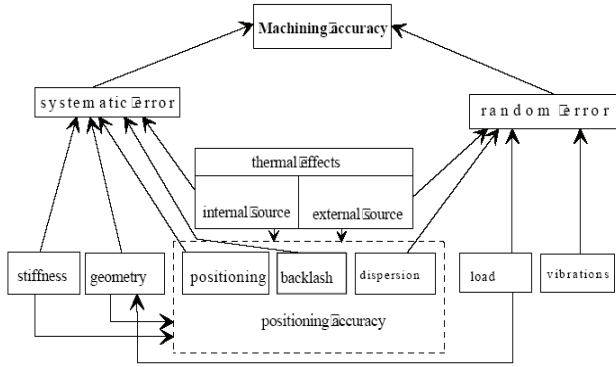 Machining accuracy
systematic error
random error
thermal effects
internal source
external source
stiffness
geometry
positioning
backlash
dispersion
load
vibrations
positioning accuracy